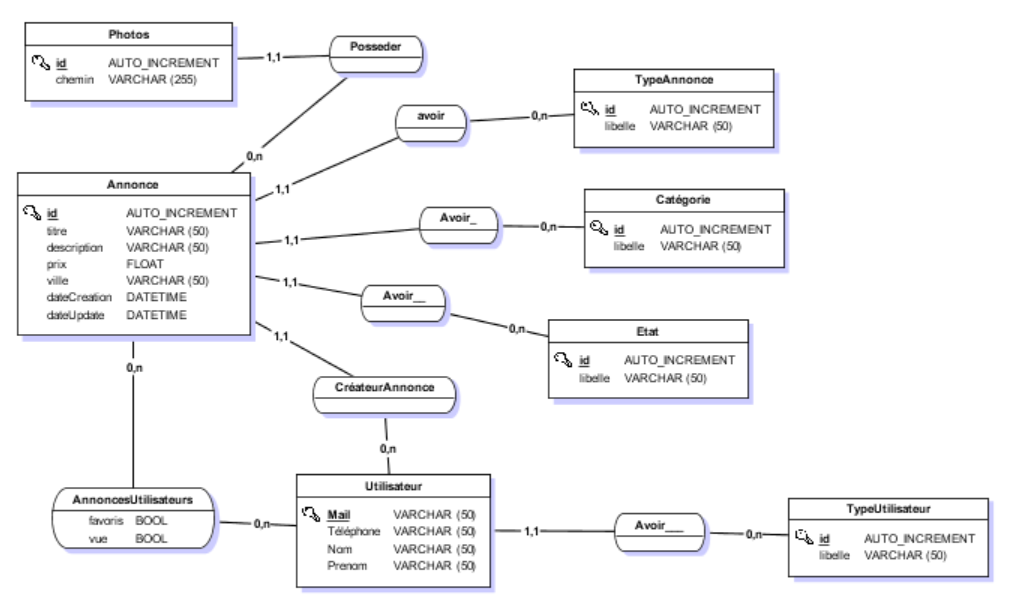 Photos
id AUTO_INCREMENT
chemin VARCHAR (255)
1,1
Posseder
0,n
TypeAnnonce
id AUTO_INCREMENT
libelle VARCHAR (50)
avoir
0,n
1,1
Annonce
id AUTO_INCREMENT
titre VARCHAR (50)
description VARCHAR (50)
prix FLOAT
ville VARCHAR (50)
dateCreation DATETIME
dateUpdate DATETIME
Catégorie
id AUTO_INCREMENT
libelle VARCHAR (50)
Avoir_
0,n
1,1
1,1
Avoir__
0,n
Etat
id AUTO_INCREMENT
libelle VARCHAR (50)
1,1
CréateurAnnonce
0,n
0,n
AnnoncesUtilisateurs
favoris BOOL
vue BOOL
0,n
Utilisateur
Mail VARCHAR (50)
Téléphone VARCHAR (50)
Nom VARCHAR (50)
Prenom VARCHAR (50)
1,1
Avoir___
0,n
TypeUtilisateur
id AUTO_INCREMENT
libelle VARCHAR (50)